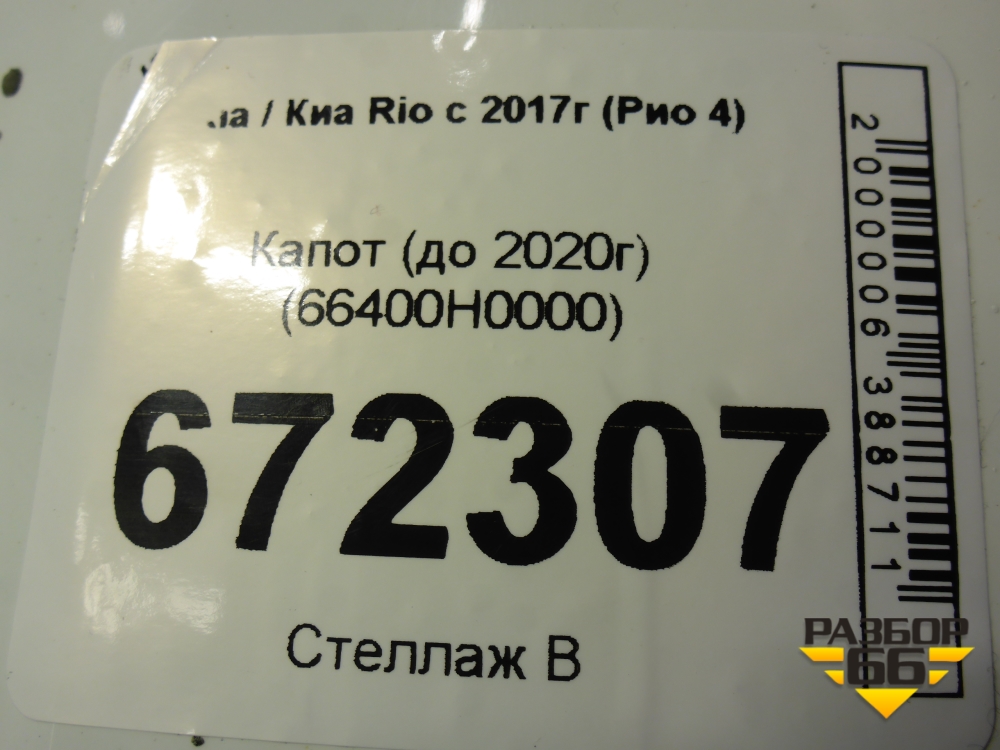 / Киа Rio с 2017г (Рио 4)
Капот (до 2020г)
(66400H0000)
672307
Стеллаж В
2000006388711
РАЗБОР
66